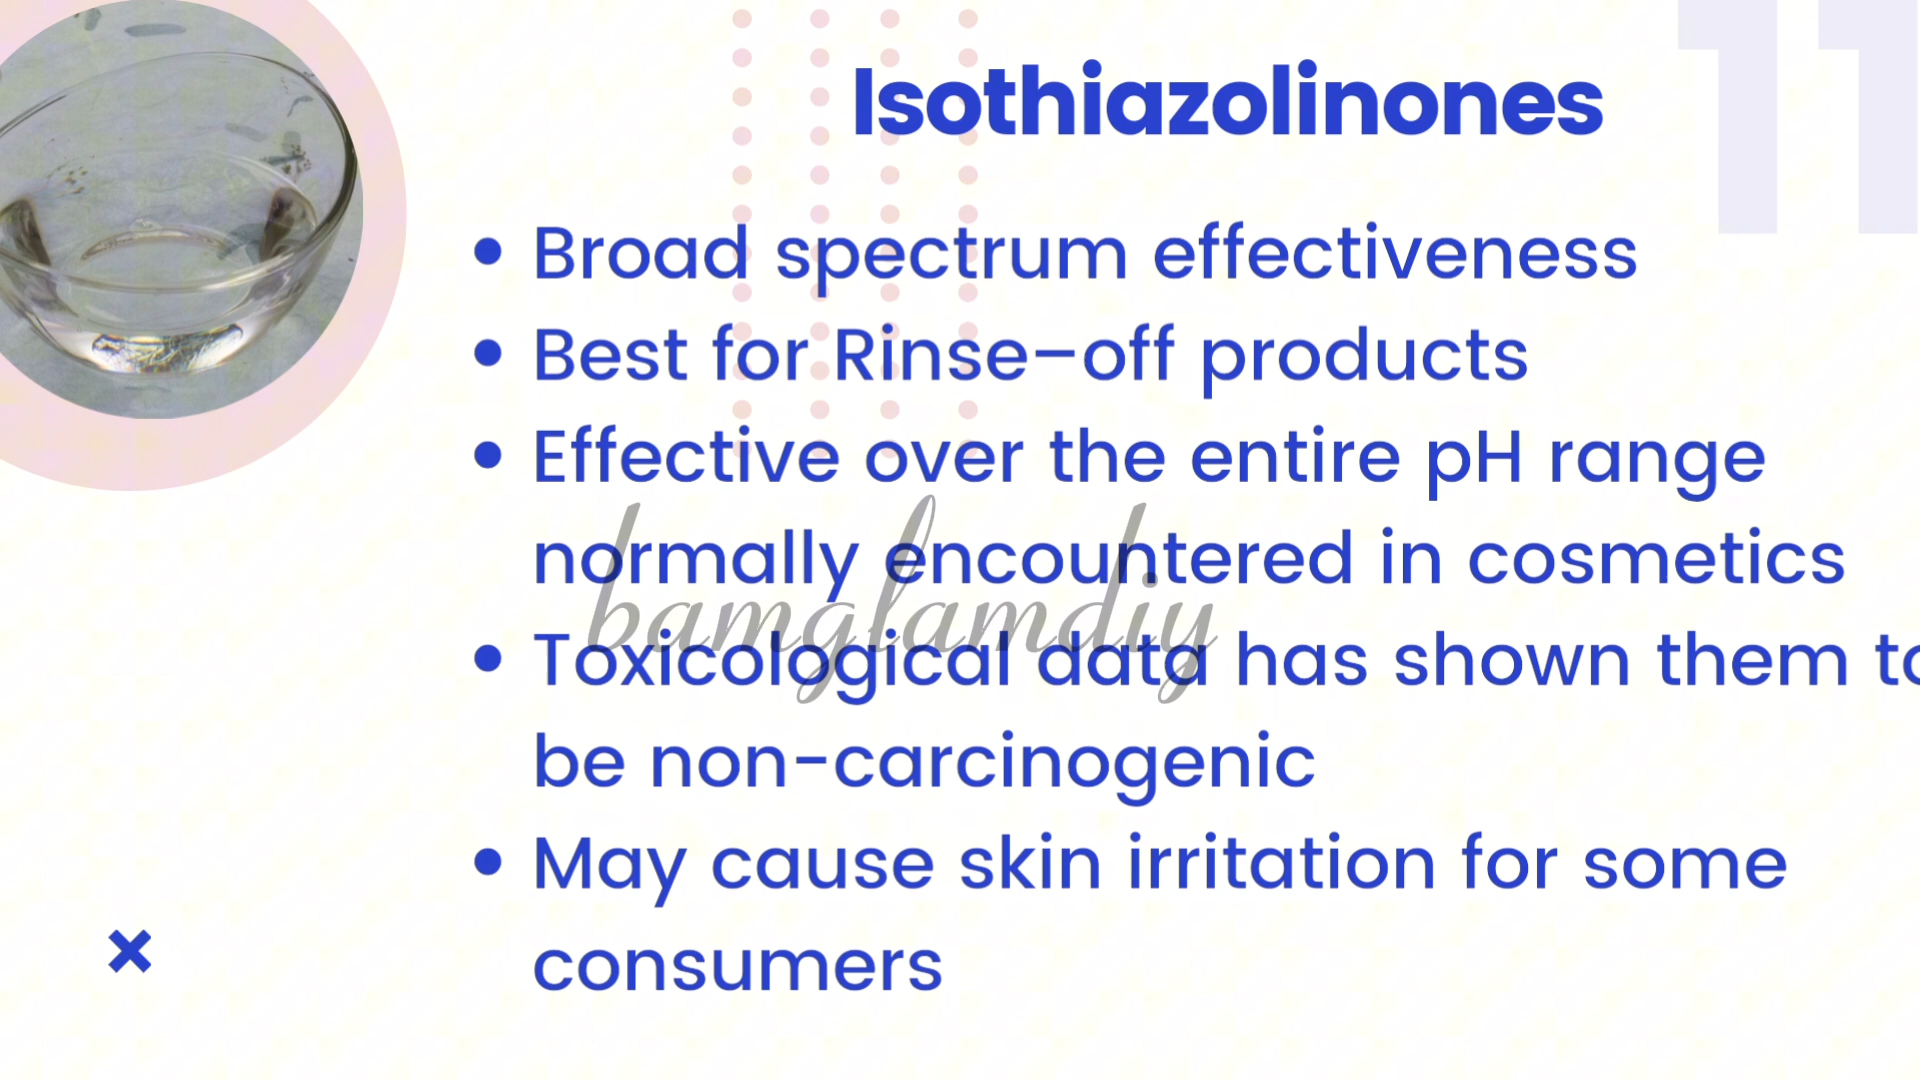 Isothiazolinones
• Broad spectrum effectiveness
• Best for Rinse–off products
• Effective over the entire pH range
normally encountered in cosmetics
bamglamdiy
• Toxicological data has shown them to
be non-carcinogenic
• May cause skin irritation for some
consumers